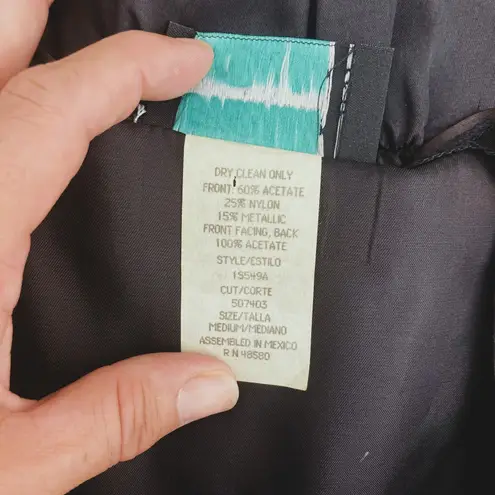 DRY CLEAN ONLY
FRONT: 60% ACETATE
25% NYLON
15% METALLIC
FRONT FACING, BACK
100% ACETATE
STYLE/ESTILO
1S549A
CUT/CORTE
507403
SIZE/TALLA
MEDIUM/MEDIANO
ASSEMBLED IN MEXICO
R N 48580